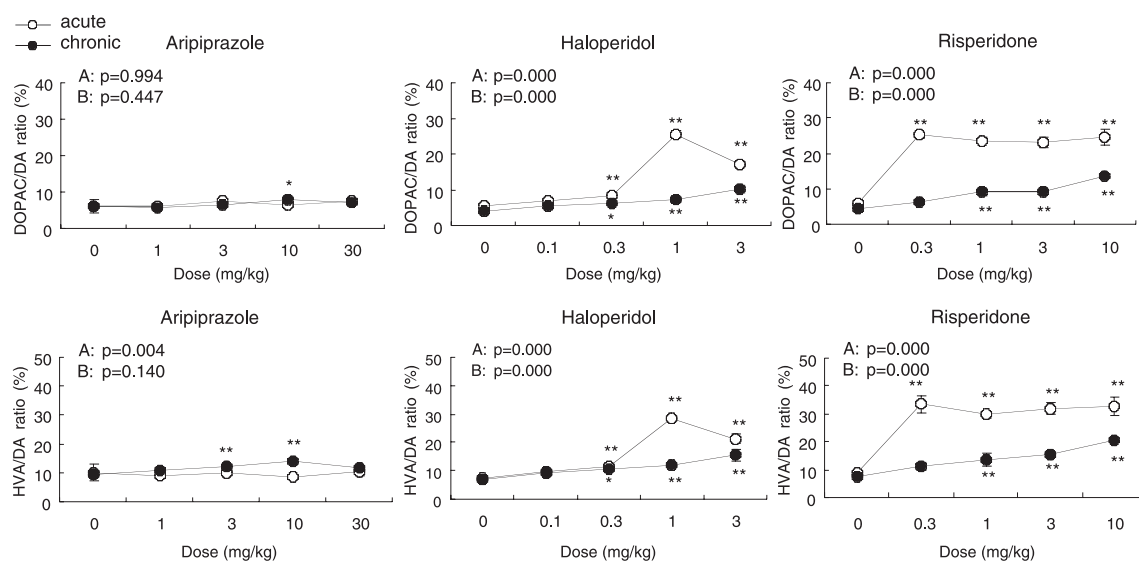 acute
chronic
Aripiprazole
A: p=0.994
B: p=0.447
DOPAC/DA ratio (%)
40
30
20
10
0
*
0 1 3 10 30
Dose (mg/kg)
Haloperidol
A: p=0.000
B: p=0.000
DOPAC/DA ratio (%)
40
30
20
10
0
** ** **
* ** **
0 0.1 0.3 1 3
Dose (mg/kg)
Risperidone
A: p=0.000
B: p=0.000
DOPAC/DA ratio (%)
40
30
20
10
0
** ** ** **
** ** **
0 0.3 1 3 10
Dose (mg/kg)
Aripiprazole
A: p=0.004
B: p=0.140
HVA/DA ratio (%)
50
40
30
20
10
0
** **
0 1 3 10 30
Dose (mg/kg)
Haloperidol
A: p=0.000
B: p=0.000
HVA/DA ratio (%)
50
40
30
20
10
0
** ** **
* ** **
0 0.1 0.3 1 3
Dose (mg/kg)
Risperidone
A: p=0.000
B: p=0.000
HVA/DA ratio (%)
50
40
30
20
10
0
** ** ** **
** ** **
0 0.3 1 3 10
Dose (mg/kg)